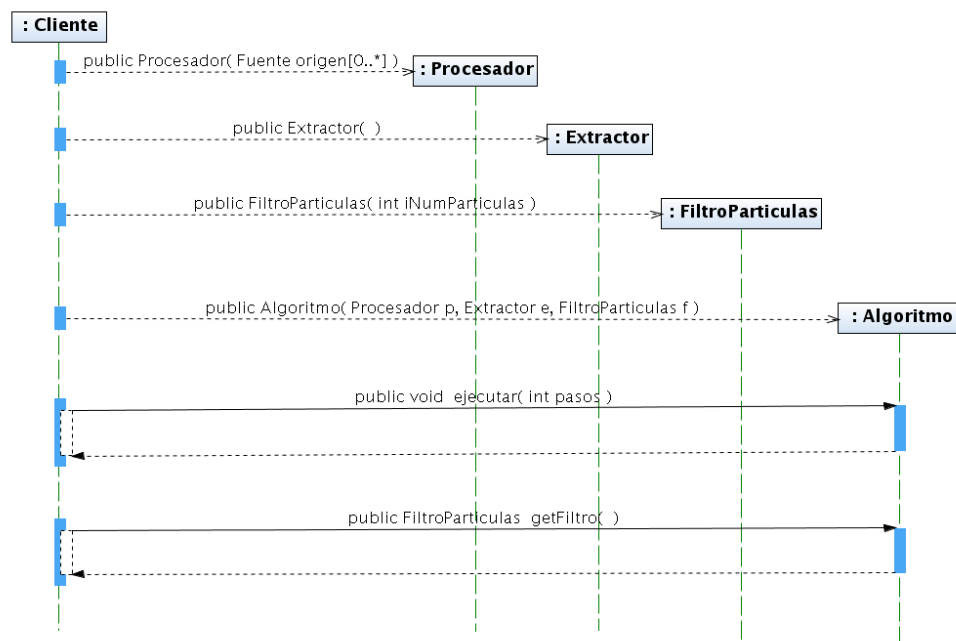 : Cliente
public Procesador( Fuente origen[0..*] )
: Procesador
public Extractor( )
: Extractor
public FiltroParticulas( int iNumParticulas )
: FiltroParticulas
public Algoritmo( Procesador p, Extractor e, FiltroParticulas f )
: Algoritmo
public void ejecutar( int pasos )
public FiltroParticulas getFiltro( )